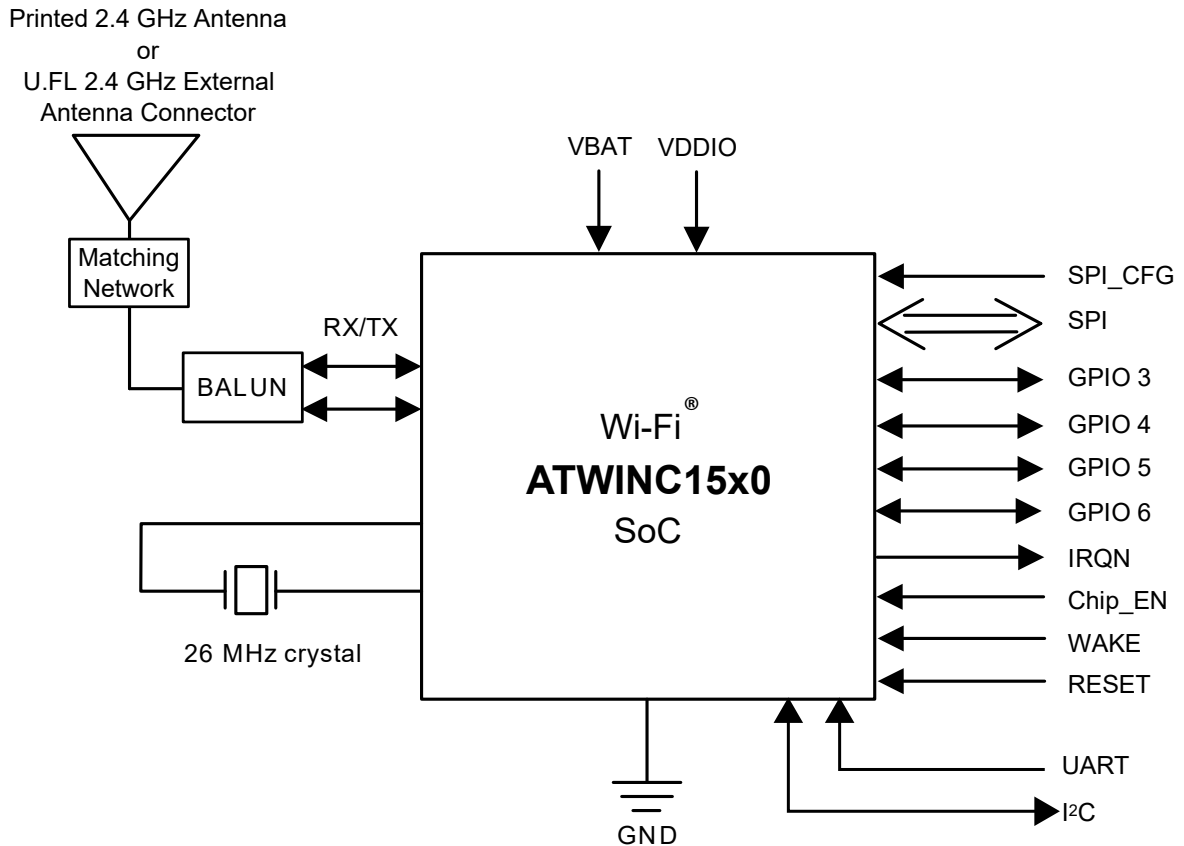 Printed 2.4 GHz Antenna
or
U.FL 2.4 GHz External
Antenna Connector
VBAT
VDDIO
Matching
Network
RX/TX
BALUN
Wi-Fi®
ATWINC15x0
SoC
26 MHz crystal
SPI_CFG
SPI
GPIO 3
GPIO 4
GPIO 5
GPIO 6
IRQN
Chip_EN
WAKE
RESET
UART
I²C
GND